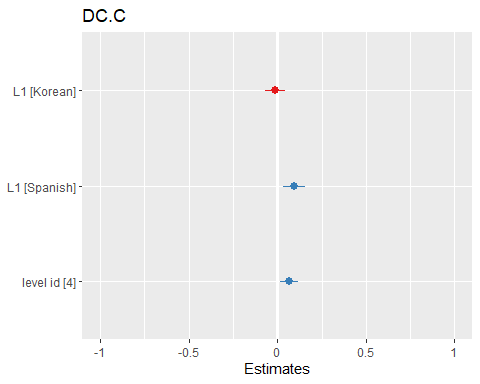 DC.C
L1 [Korean]
L1 [Spanish]
level id [4]
-1 -0.5 0 0.5 1
Estimates